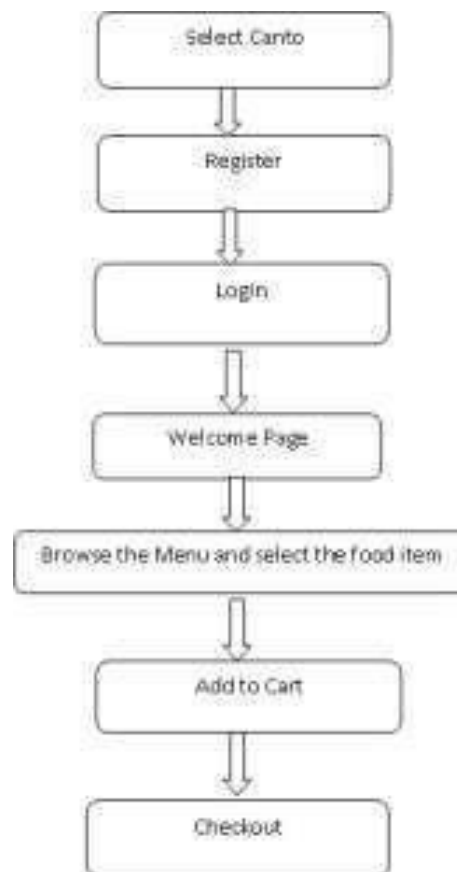 Select Canto
Register
Login
Welcome Page
Browse the Menu and select the food item
Add to Cart
Checkout